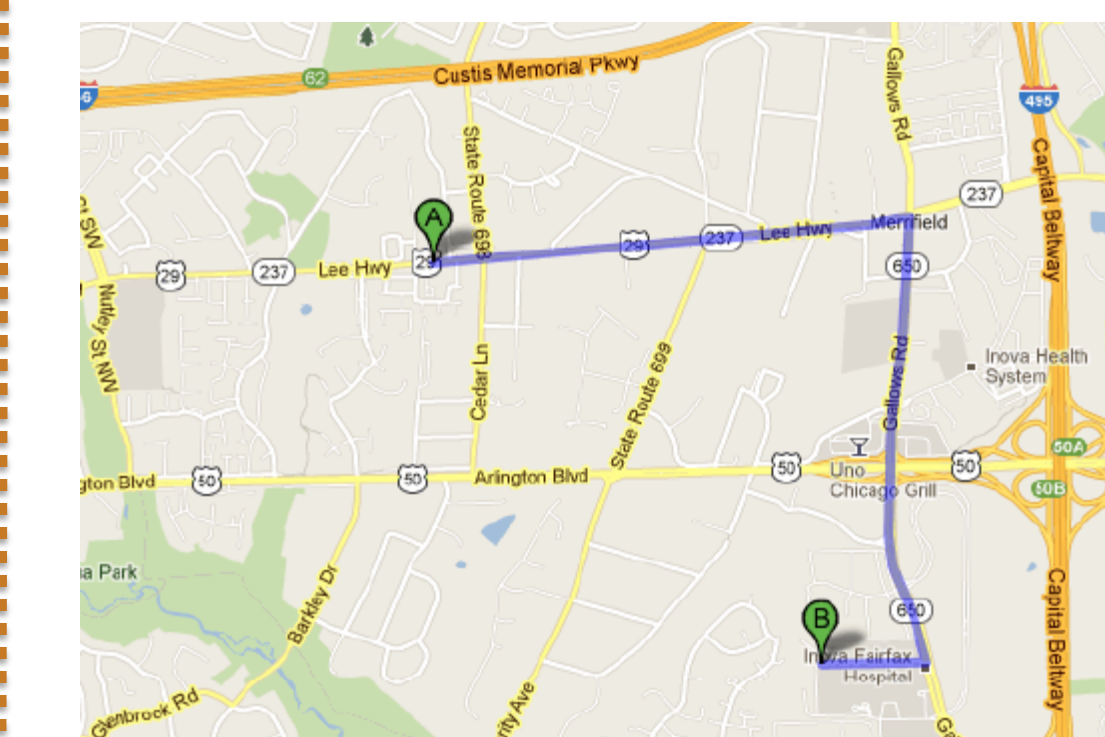 Custis Memorial Pkwy
62
Gallows Rd
495
Capital Beltway
State Route 698
A
237
Merrifield
Lee Hwy
237
29
650
29
Lee Hwy
237
29
Nutley St NW
Cedar Ln
State Route 699
Gallows Rd
Inova Health
System
50A
50
50
Uno
Chicago Grill
50
50
Arlington Blvd
50B
Barkley Dr
Capital Beltway
650
B
Inova Fairfax
Hospital
Glenbrook Rd